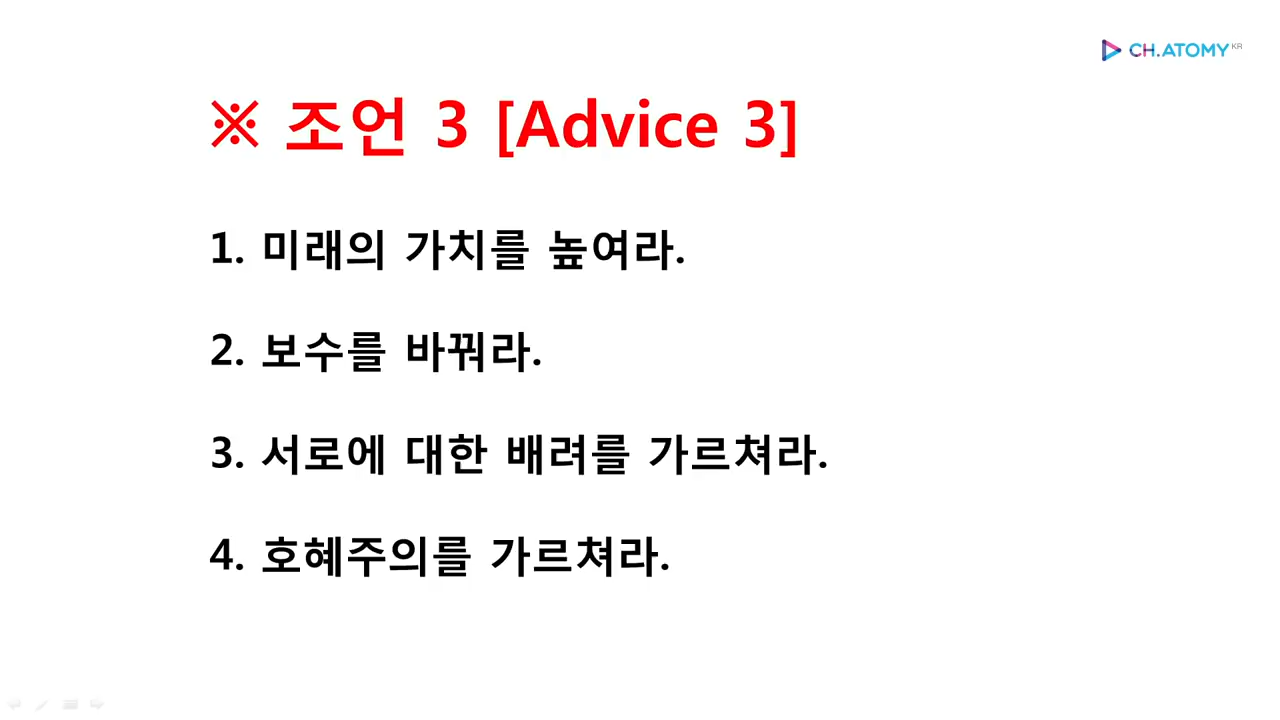 CH.ATOMY KR
※ 조언 3 [Advice 3]
1. 미래의 가치를 높여라.
2. 보수를 바꿔라.
3. 서로에 대한 배려를 가르쳐라.
4. 호혜주의를 가르쳐라.